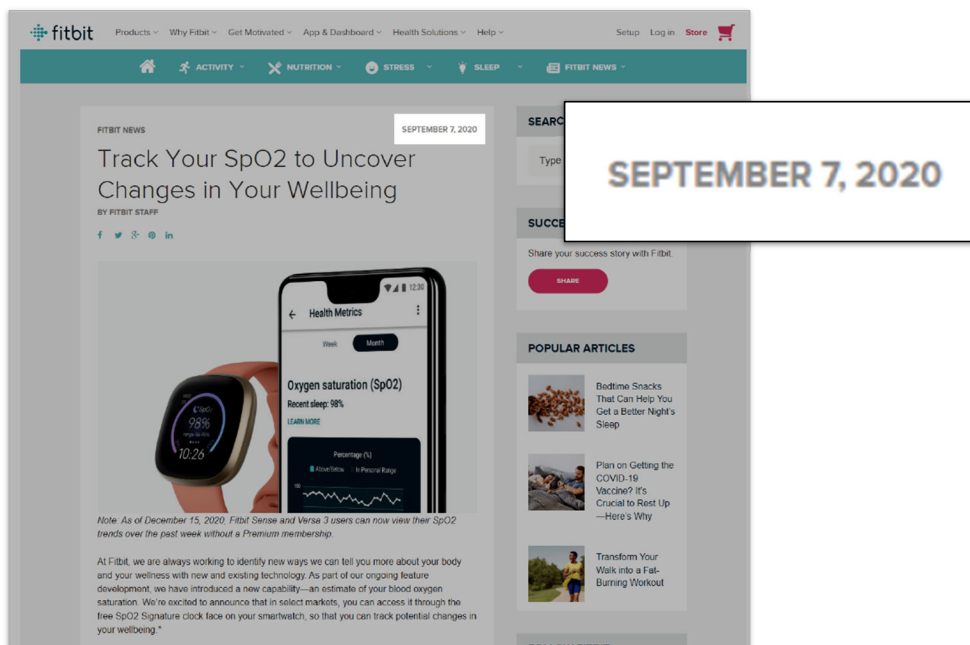 fitbit
Products Why Fitbit Get Motivated App & Dashboard Health Solutions Help Setup Log in Store
ACTIVITY NUTRITION STRESS SLEEP FITBIT NEWS
FITBIT NEWS
SEPTEMBER 7, 2020
Track Your SpO2 to Uncover
Changes in Your Wellbeing
BY FITBIT STAFF
12:30
Health Metrics
Week Month
Oxygen saturation (SpO2)
Recent sleep: 98%
LEARN MORE
Percentage (%)
Above Below In Personal Range
100
SpO2
98%
10:26
Note: As of December 15, 2020, Fitbit Sense and Versa 3 users can now view their SpO2
trends over the past week without a Premium membership.
At Fitbit, we are always working to identify new ways we can tell you more about your body
and your wellness with new and existing technology. As part of our ongoing feature
development, we have introduced a new capability—an estimate of your blood oxygen
saturation. We're excited to announce that in select markets, you can access it through the
free SpO2 Signature clock face on your smartwatch, so that you can track potential changes in
your wellbeing.*
SEARC
Type
SEPTEMBER 7, 2020
SUCCE
Share your success story with Fitbit.
SHARE
POPULAR ARTICLES
Bedtime Snacks
That Can Help You
Get a Better Night's
Sleep
Plan on Getting the
COVID-19
Vaccine? It's
Crucial to Rest Up
—Here's Why
Transform Your
Walk into a Fat-
Burning Workout